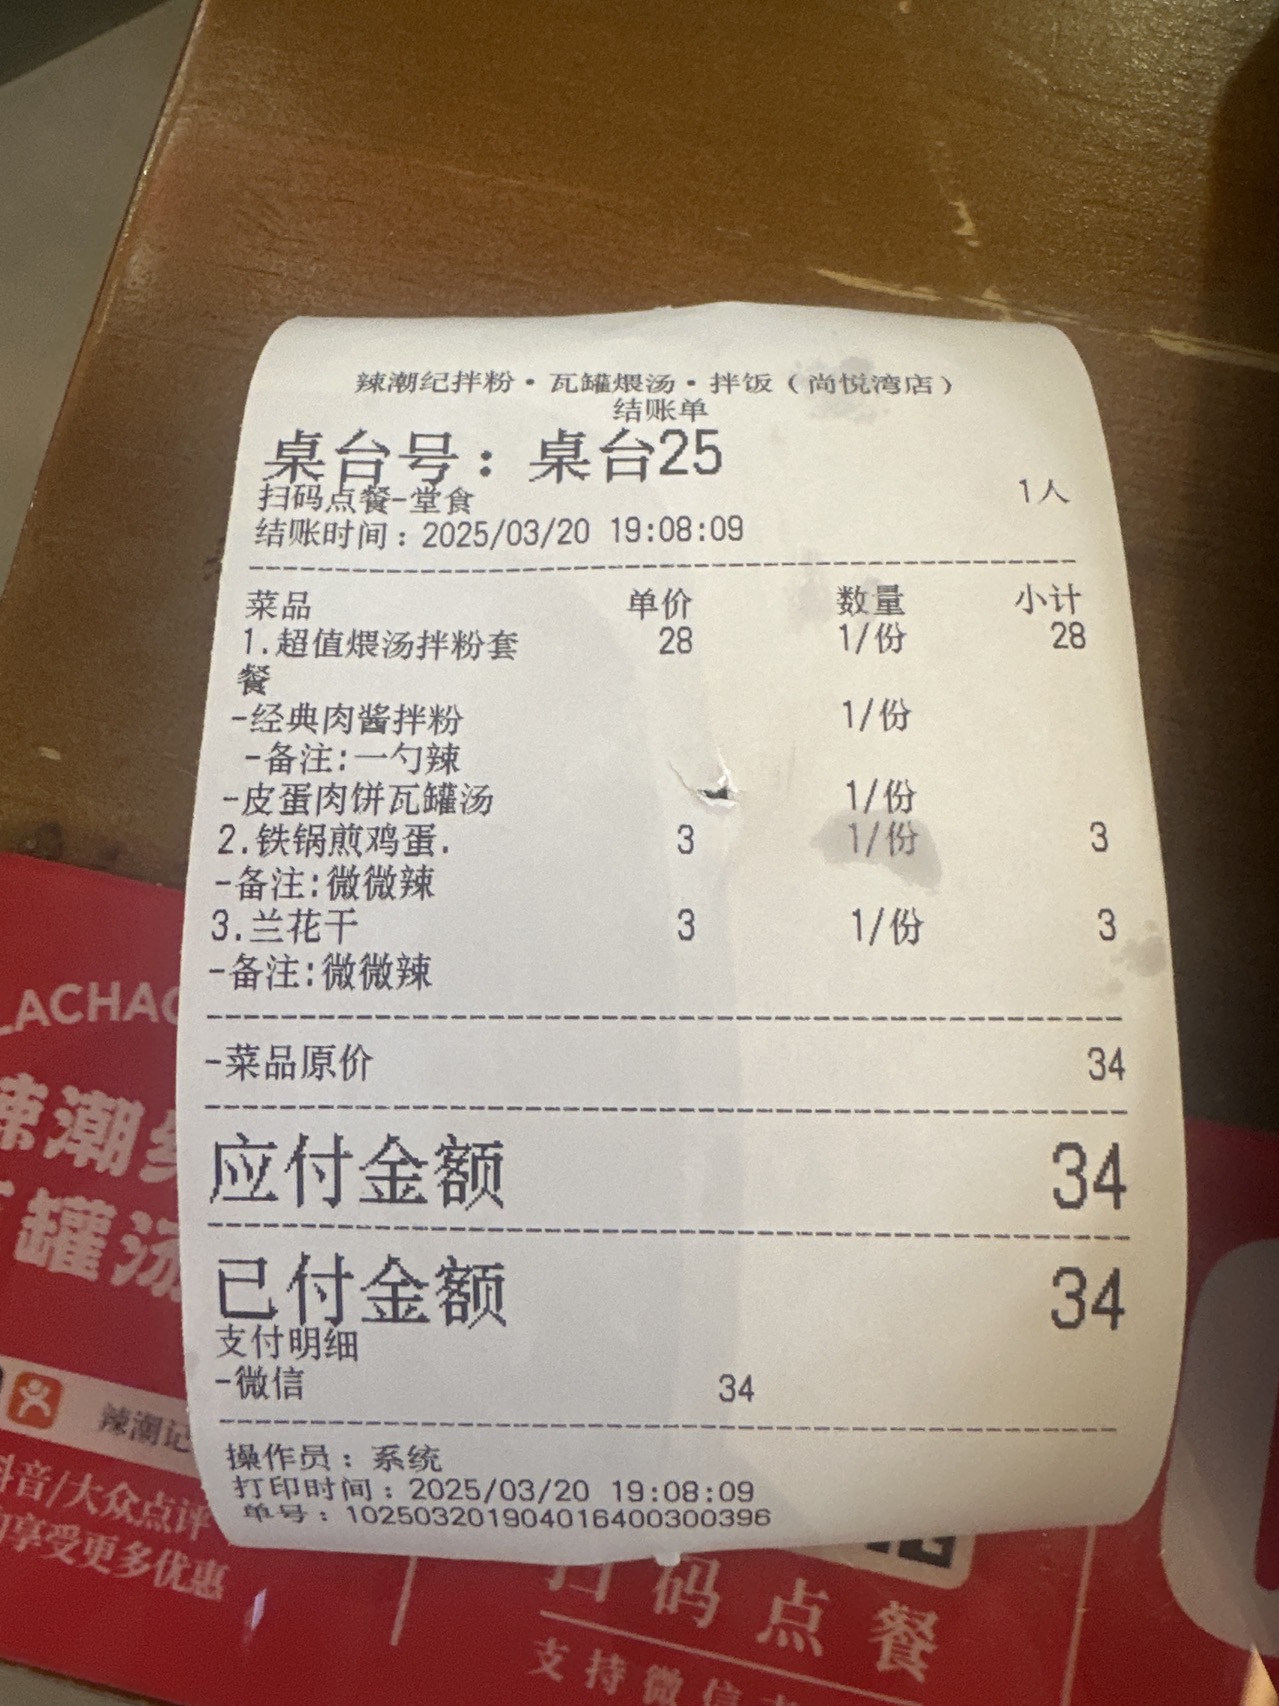 辣潮纪拌粉·瓦罐煨汤·拌饭(尚悦湾店)
结账单
桌台号：桌台25
扫码点餐-堂食 1人
结账时间：2025/03/20 19:08:09
菜品 单价 数量 小计
1.超值煨汤拌粉套 28 1/份 28
餐
-经典肉酱拌粉 1/份
-备注:一勺辣
-皮蛋肉饼瓦罐汤 1/份
2.铁锅煎鸡蛋. 3 1/份 3
-备注:微微辣
3.兰花干 3 1/份 3
-备注:微微辣
-菜品原价 34
应付金额 34
已付金额 34
支付明细
-微信 34
操作员：系统
打印时间：2025/03/20 19:08:09
单号：102503201904016400300396
LACHAO
辣潮
罐汤
辣潮记
抖音/大众点评
享受更多优惠
扫码点餐
支持微信